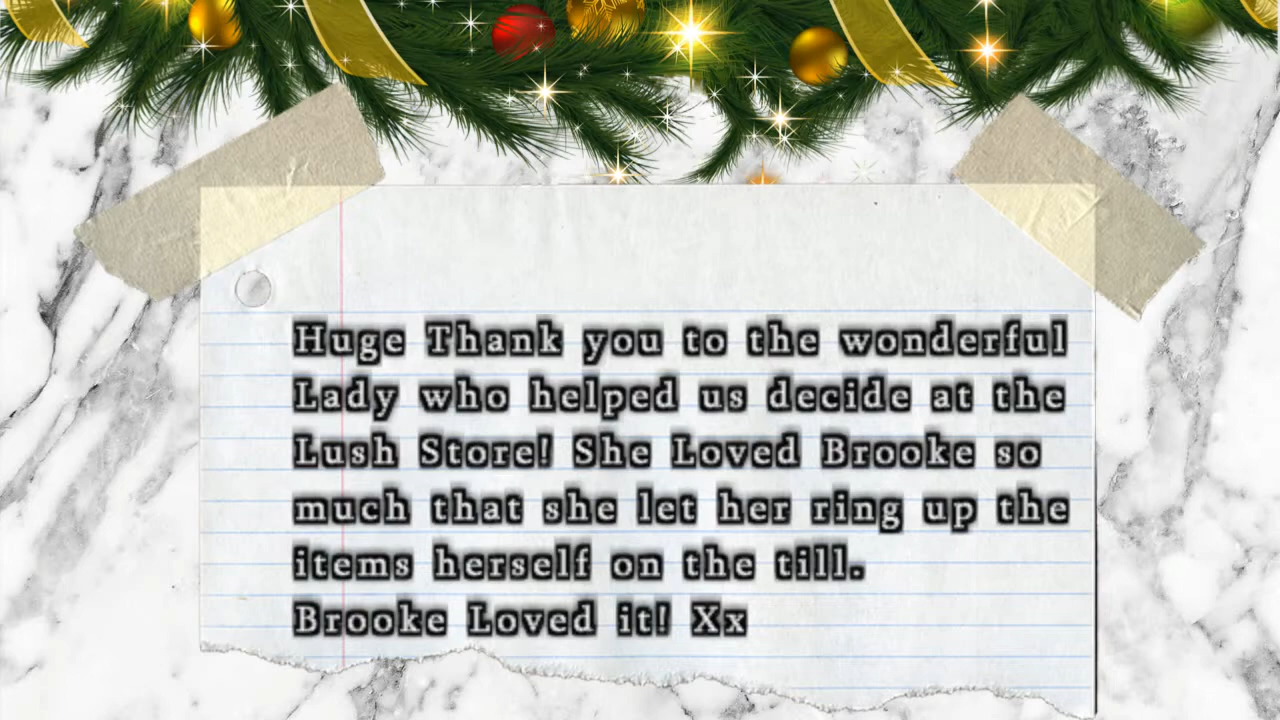 Huge Thank you to the wonderful
Lady who helped us decide at the
Lush Store! She Loved Brooke so
much that she let her ring up the
items herself on the till.
Brooke Loved it! Xx